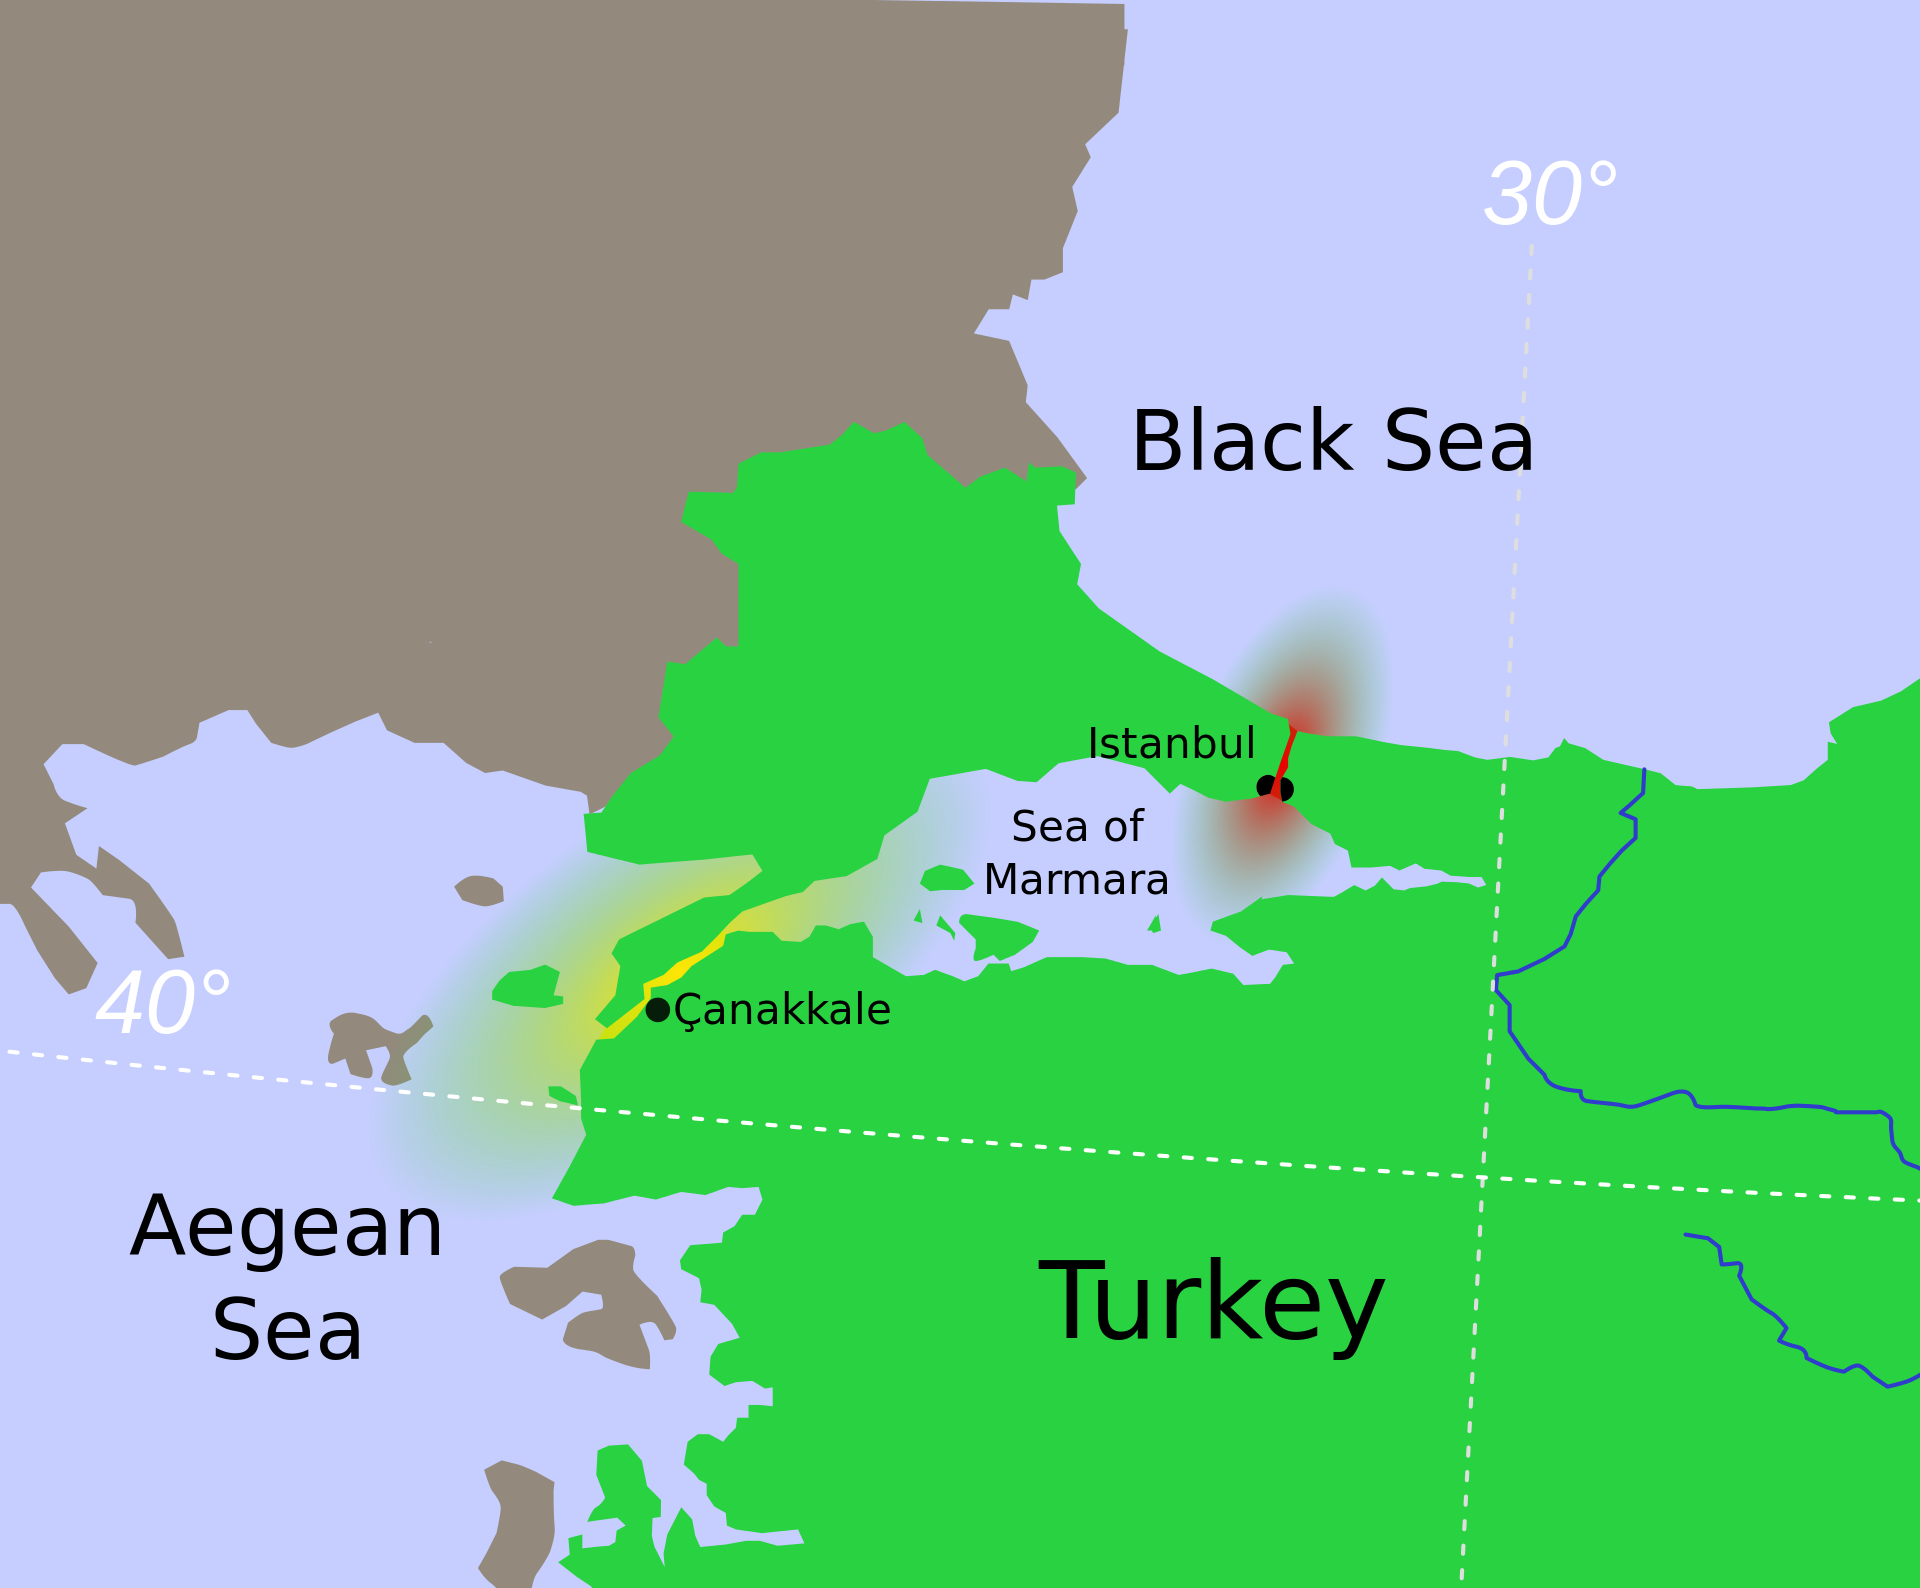 30°
Black Sea
Istanbul
Sea of
Marmara
40°
Çanakkale
Aegean
Sea
Turkey